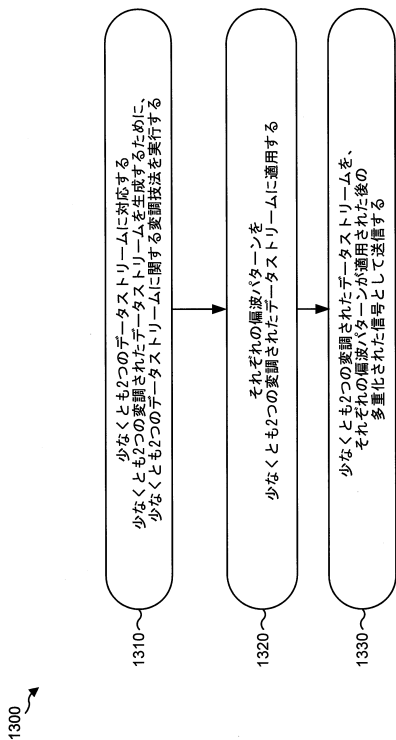 1300
少なくとも2つのデータストリームに対応する
少なくとも2つの変調されたデータストリームを生成するために、
少なくとも2つのデータストリームに関する変調技法を実行する
1310
それぞれの偏波パターンを
少なくとも2つの変調されたデータストリームに適用する
1320
少なくとも2つの変調されたデータストリームを、
それぞれの偏波パターンが適用された後の
多重化された信号として送信する
1330